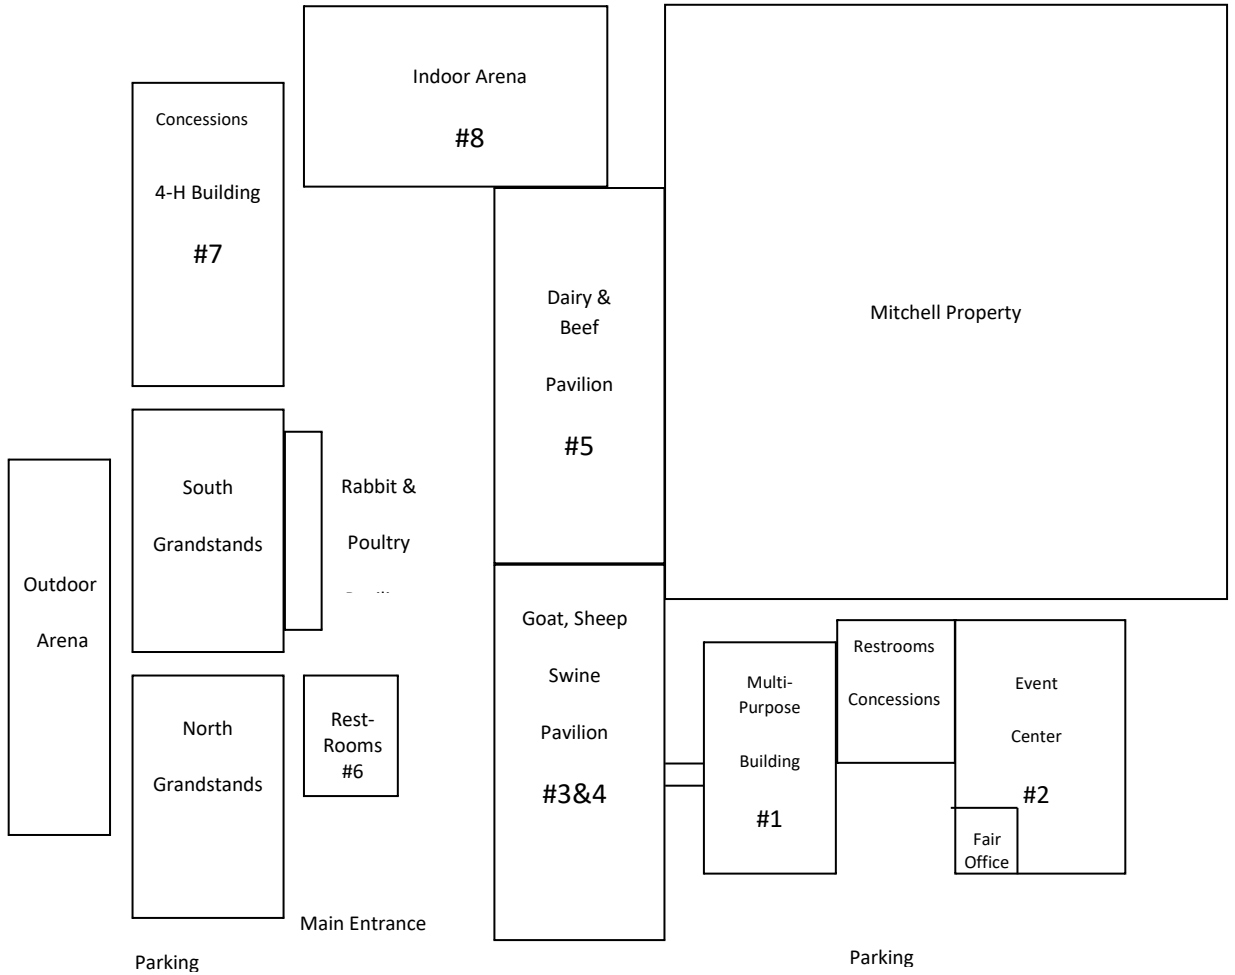 Indoor Arena
#8
Concessions
4-H Building
#7
Dairy &
Beef
Pavilion
#5
Mitchell Property
South
Grandstands
Rabbit &
Poultry
Outdoor
Arena
Goat, Sheep
Swine
Pavilion
#3&4
Multi-
Purpose
Building
#1
Restrooms
Concessions
Event
Center
#2
Fair
Office
North
Grandstands
Rest-
Rooms
#6
Main Entrance
Parking
Parking